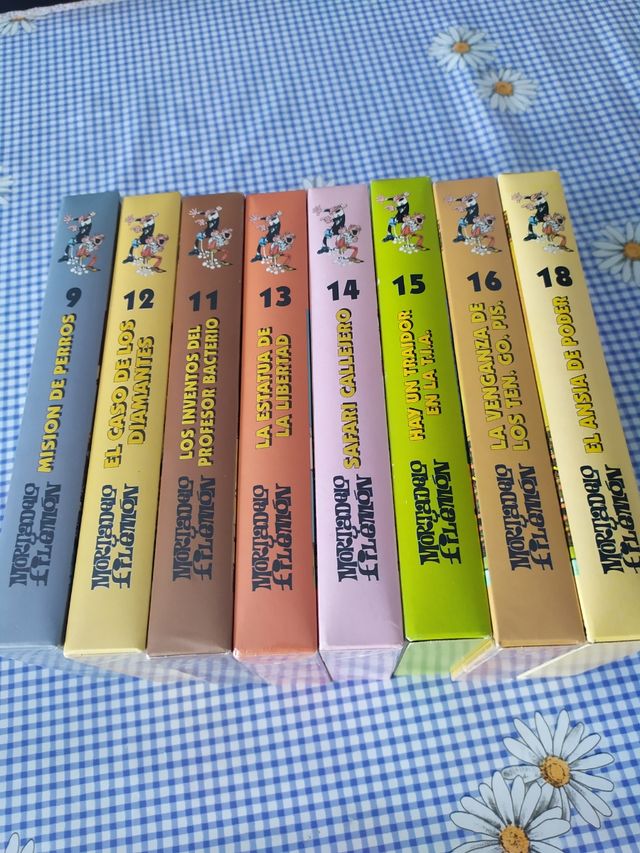 9
MISION DE PERROS
MORTADELO
y FILEMÓN
12
EL CASO DE LOS
DIAMANTES
MORTADELO
y FILEMÓN
11
LOS INVENTOS DEL
PROFESOR BACTERIO
MORTADELO
y FILEMÓN
13
LA ESTATUA DE
LA LIBERTAD
MORTADELO
y FILEMÓN
14
SAFARI CALLEJERO
MORTADELO
y FILEMÓN
15
HAY UN TRAIDOR
EN LA T.I.A.
MORTADELO
y FILEMÓN
16
LA VENGANZA DE
LOS TEN. GO. PIS.
MORTADELO
y FILEMÓN
18
EL ANSIA DE PODER
MORTADELO
y FILEMÓN